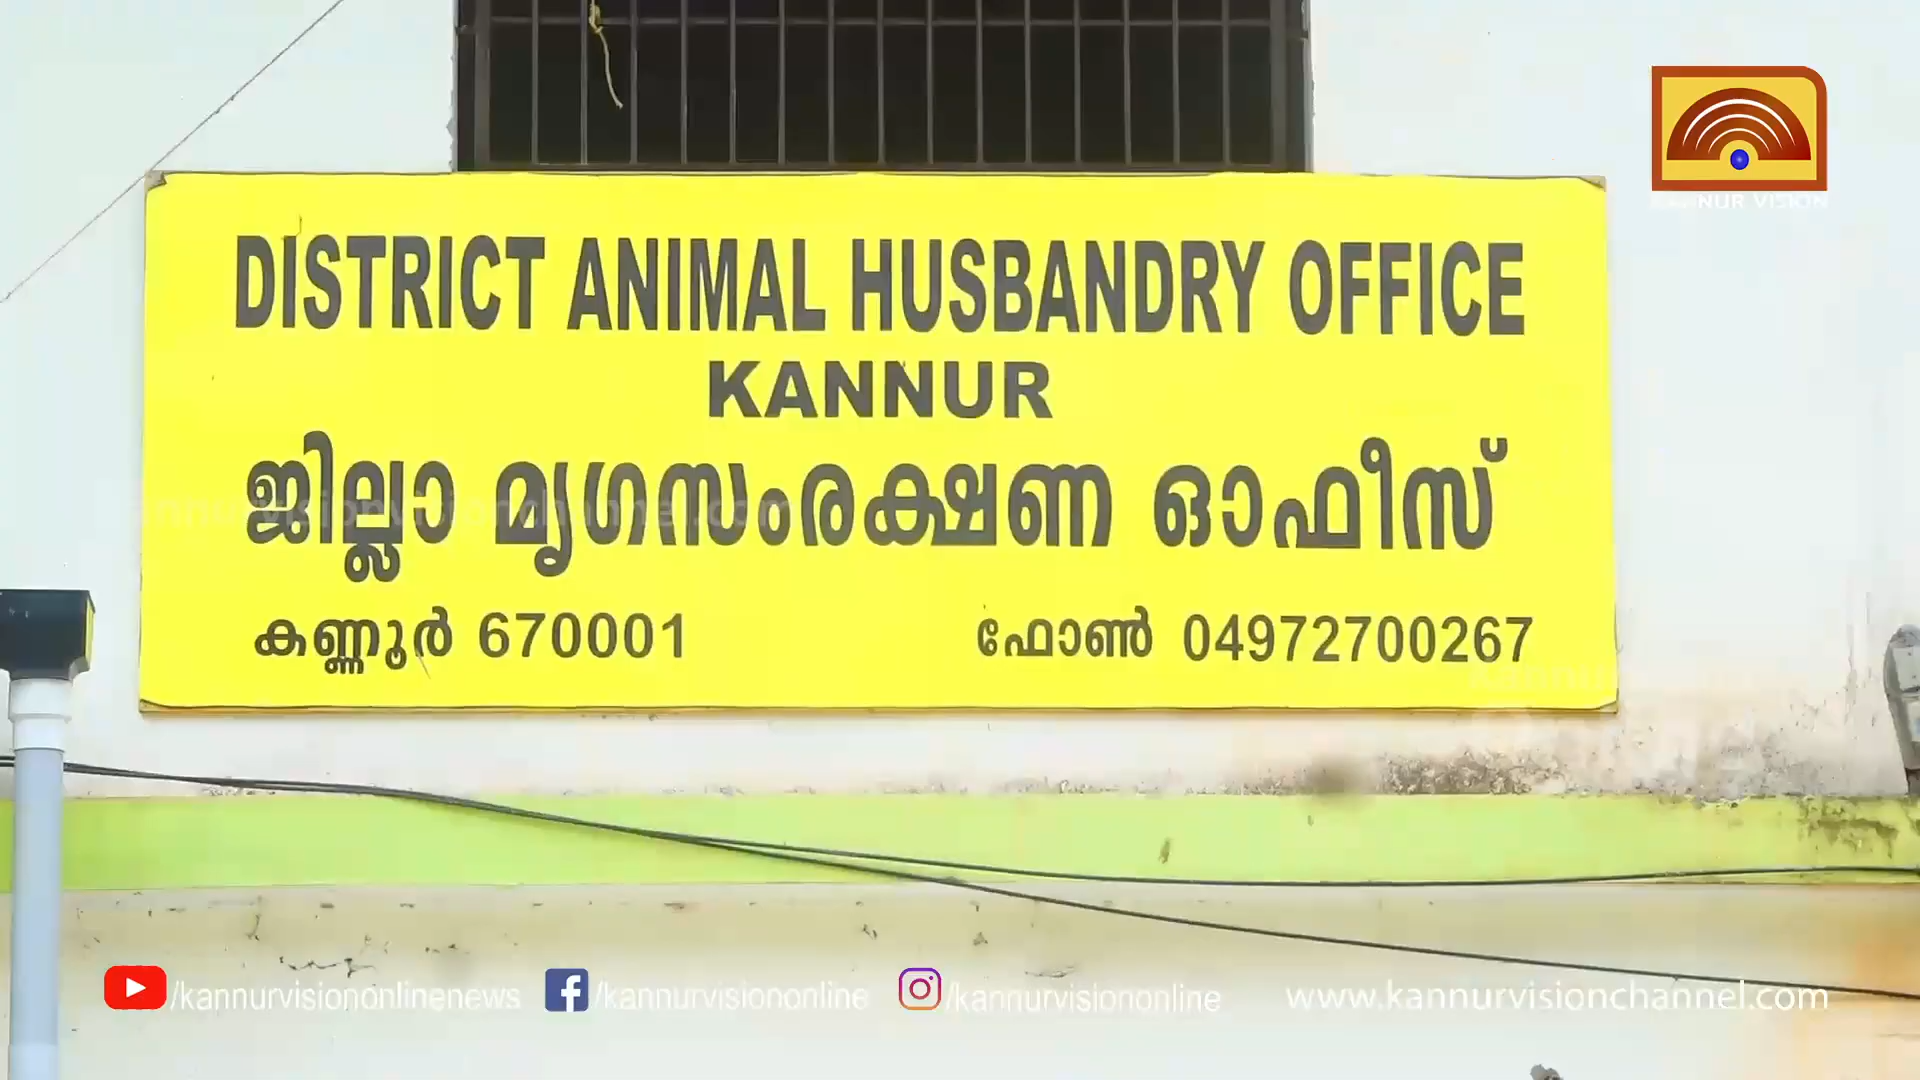 KANNUR VISION
DISTRICT ANIMAL HUSBANDRY OFFICE
KANNUR
ജില്ലാ മൃഗസംരക്ഷണ ഓഫീസ്
കണ്ണൂർ 670001 ഫോൺ 04972700267
/kannurvisiononlinenews /kannurvisiononline /kannurvisiononline www.kannurvisionchannel.com